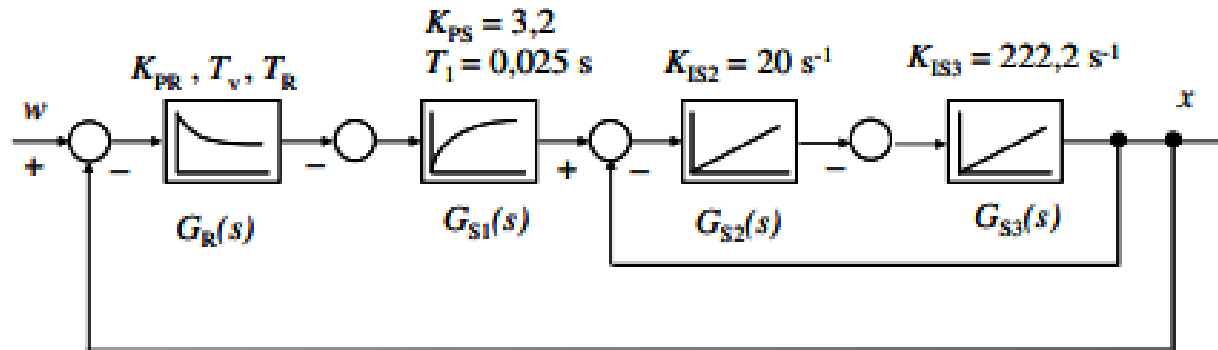 K_PS = 3,2
T_1 = 0,025 s
K_PR , T_v, T_R
K_IS2 = 20 s⁻¹
K_IS3 = 222,2 s⁻¹
w
x
+
−
−
+
−
−
G_R(s)
G_S1(s)
G_S2(s)
G_S3(s)